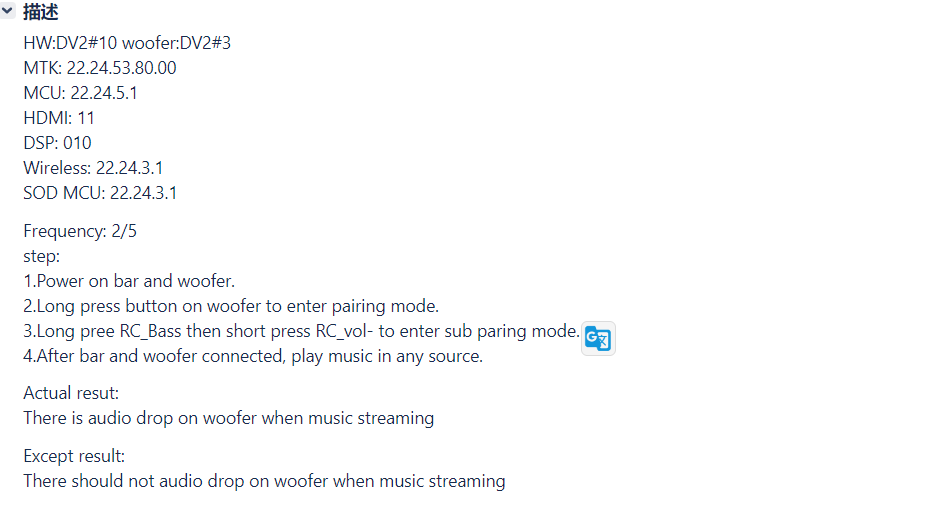 描述
HW:DV2#10 woofer:DV2#3
MTK: 22.24.53.80.00
MCU: 22.24.5.1
HDMI: 11
DSP: 010
Wireless: 22.24.3.1
SOD MCU: 22.24.3.1
Frequency: 2/5
step:
1.Power on bar and woofer.
2.Long press button on woofer to enter pairing mode.
3.Long pree RC_Bass then short press RC_vol- to enter sub paring mode.
4.After bar and woofer connected, play music in any source.
Actual resut:
There is audio drop on woofer when music streaming
Except result:
There should not audio drop on woofer when music streaming